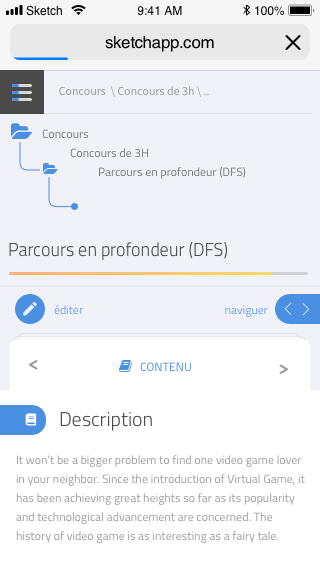 Sketch 9:41 AM 100%
sketchapp.com
Concours \ Concours de 3h \ ..
Concours
Concours de 3H
Parcours en profondeur (DFS)
Parcours en profondeur (DFS)
éditer naviguer
< CONTENU >
Description
It won't be a bigger problem to find one video game lover
in your neighbor. Since the introduction of Virtual Game, it
has been achieving great heights so far as its popularity
and technological advancement are concerned. The
history of video game is as interesting as a fairy tale.